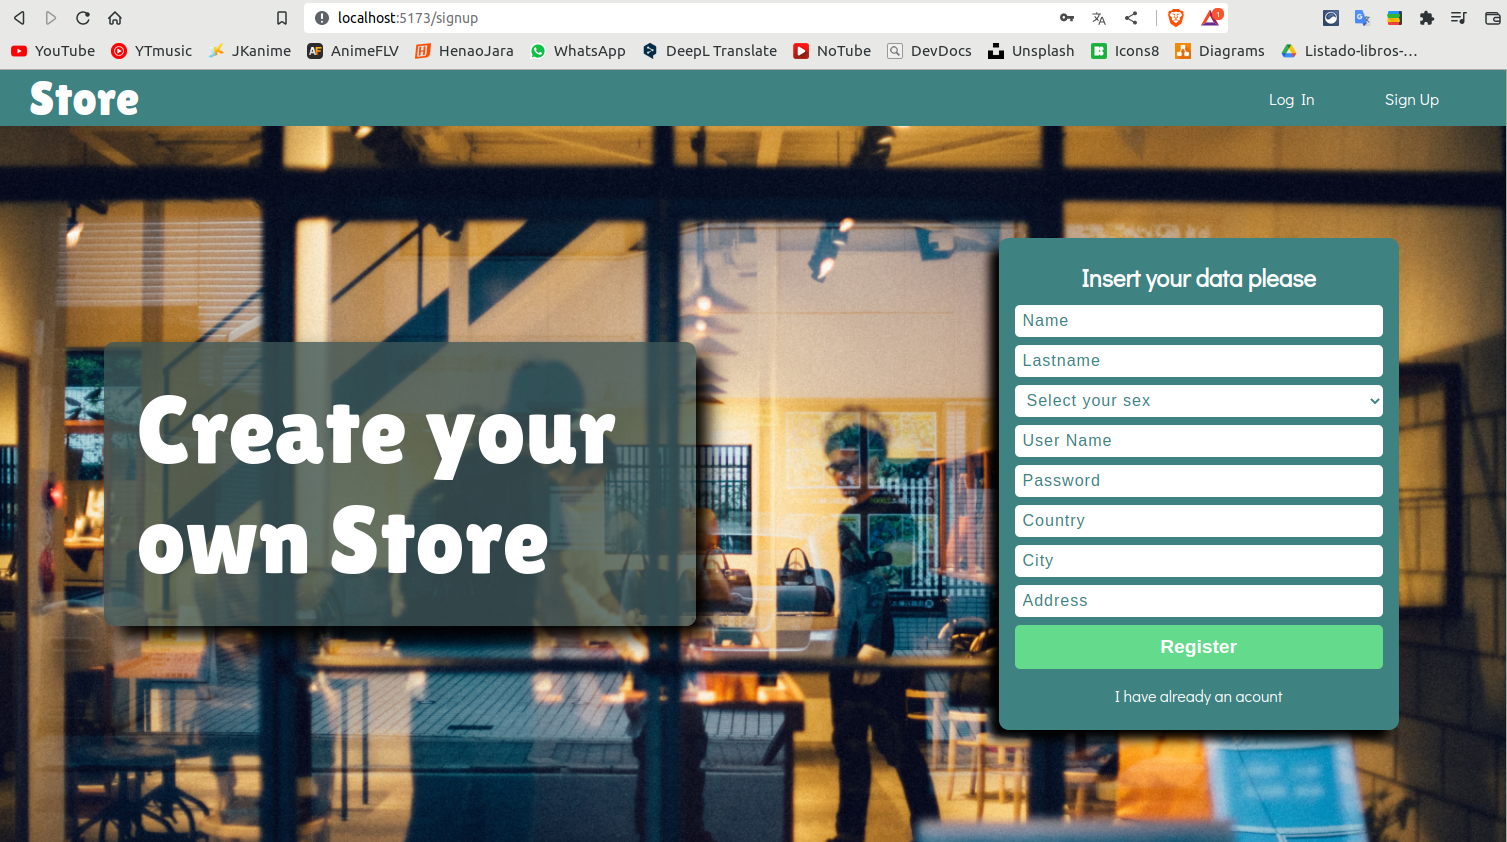 localhost:5173/signup
1
YouTube
YTmusic
JKanime
AF
AnimeFLV
HenaoJara
WhatsApp
DeepL Translate
NoTube
DevDocs
Unsplash
Icons8
Diagrams
Listado-libros-...
Store
Log In
Sign Up
Create your
own Store
Insert your data please
Name
Lastname
Select your sex
User Name
Password
Country
City
Address
Register
I have already an acount